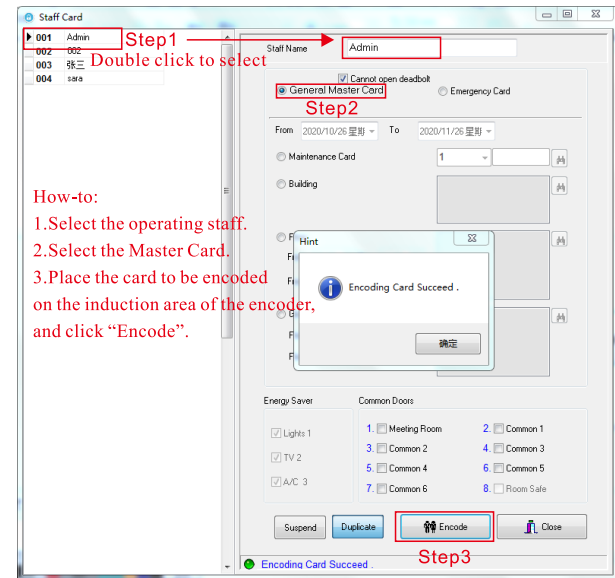 Staff Card
001 Admin
002 002
003 张三
004 sara
Step1
Double click to select
Staff Name Admin
Cannot open deadbolt
General Master Card Emergency Card
Step2
From 2020/10/26 星期 To 2020/11/26 星期
Maintenance Card 1
Building
How-to:
1.Select the operating staff.
2.Select the Master Card.
3.Place the card to be encoded
on the induction area of the encoder,
and click “Encode”.
Hint
Encoding Card Succeed .
确定
Energy Saver Common Doors
Lights 1
TV 2
A/C 3
1. Meeting Room 2. Common 1
3. Common 2 4. Common 3
5. Common 4 6. Common 5
7. Common 6 8. Room Safe
Suspend Duplicate Encode Close
Step3
Encoding Card Succeed .